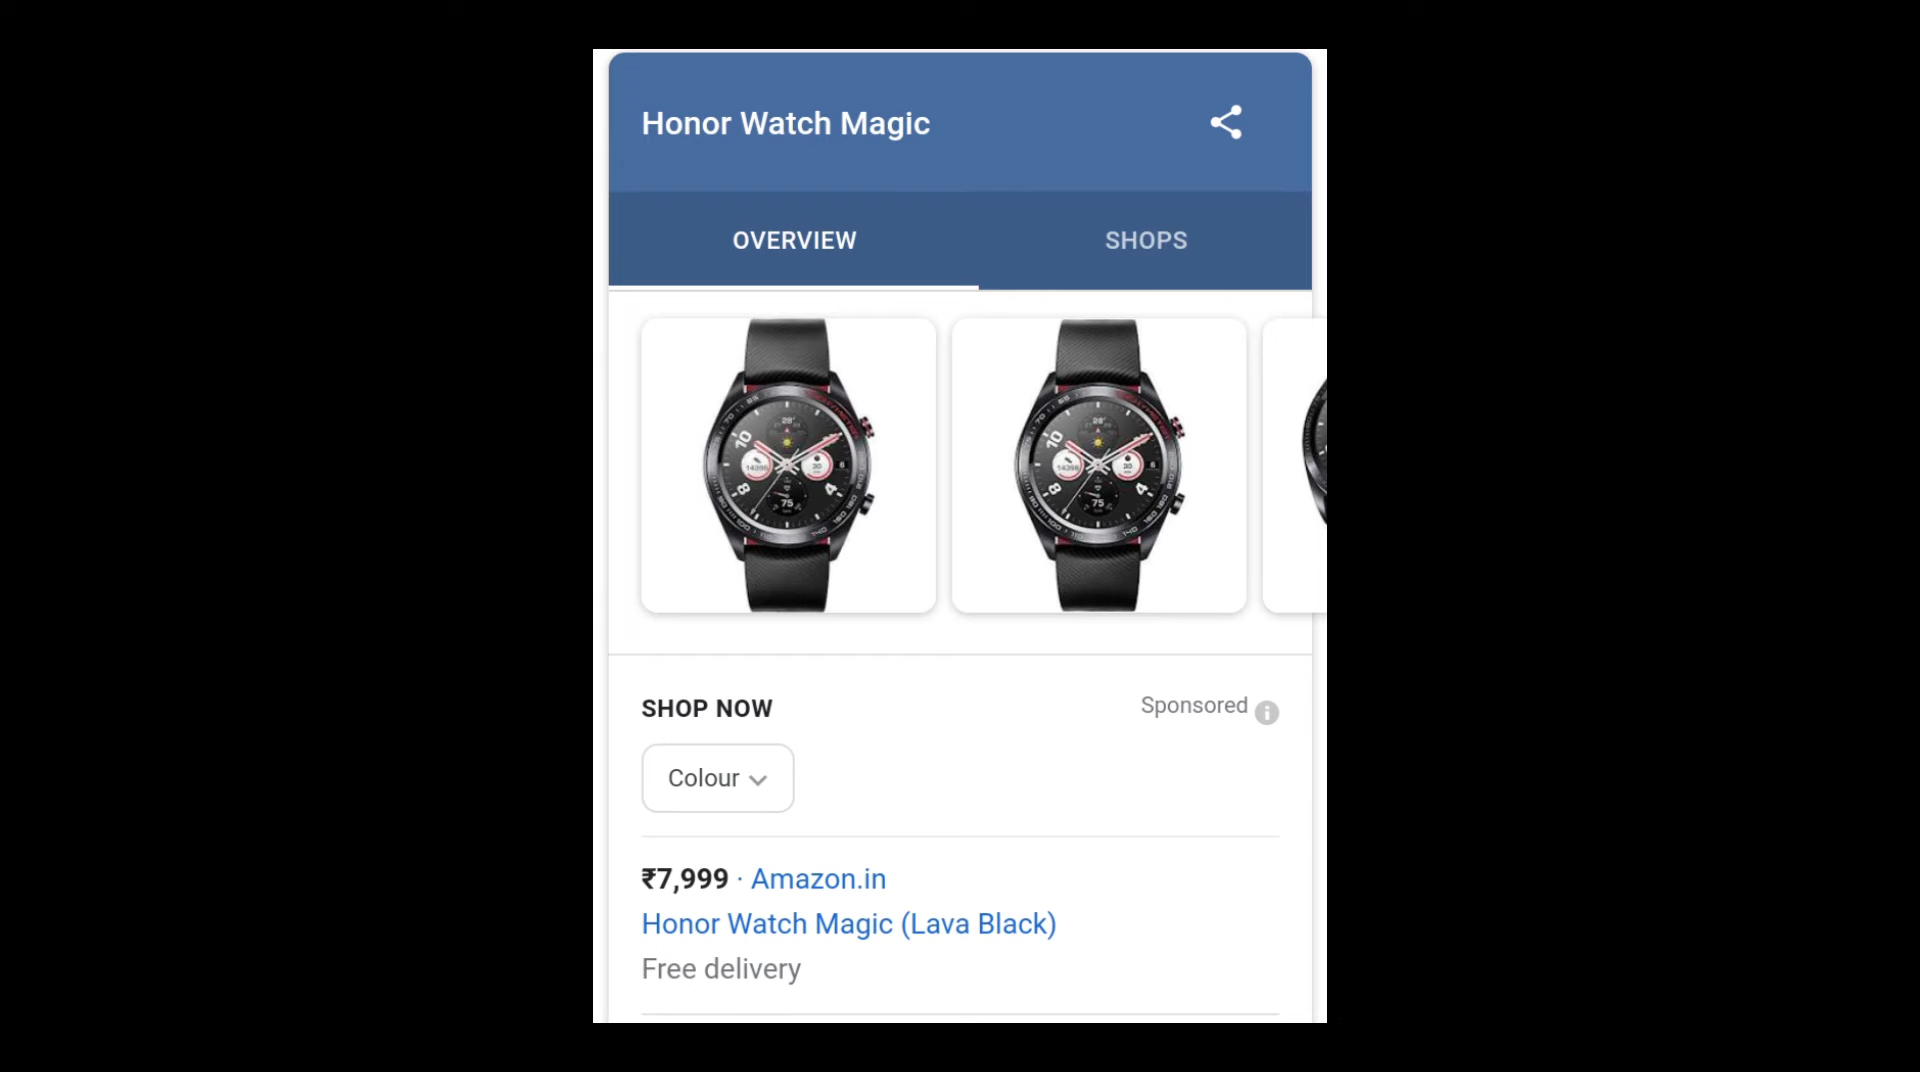 Honor Watch Magic
OVERVIEW
SHOPS
SHOP NOW
Sponsored
Colour
₹7,999 · Amazon.in
Honor Watch Magic (Lava Black)
Free delivery